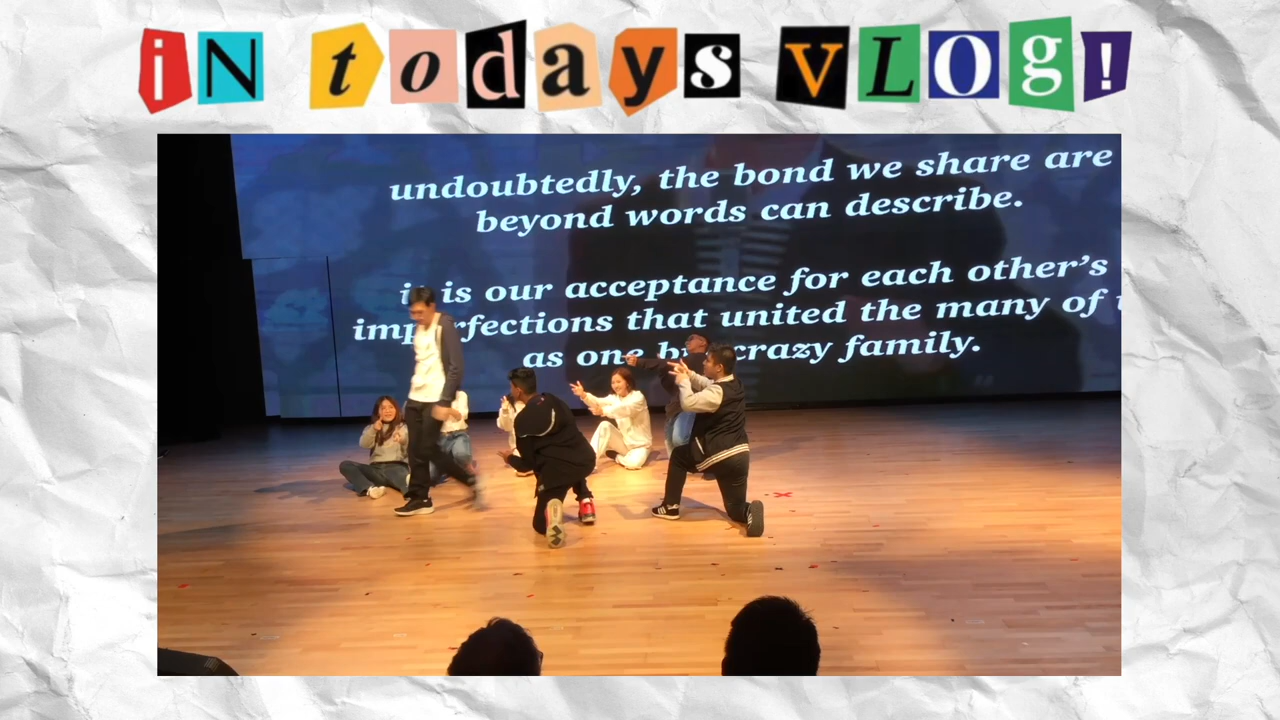 iN todays VLOg!
undoubtedly, the bond we share are
beyond words can describe.
is our acceptance for each other's
that united the many of
as one crazy family.